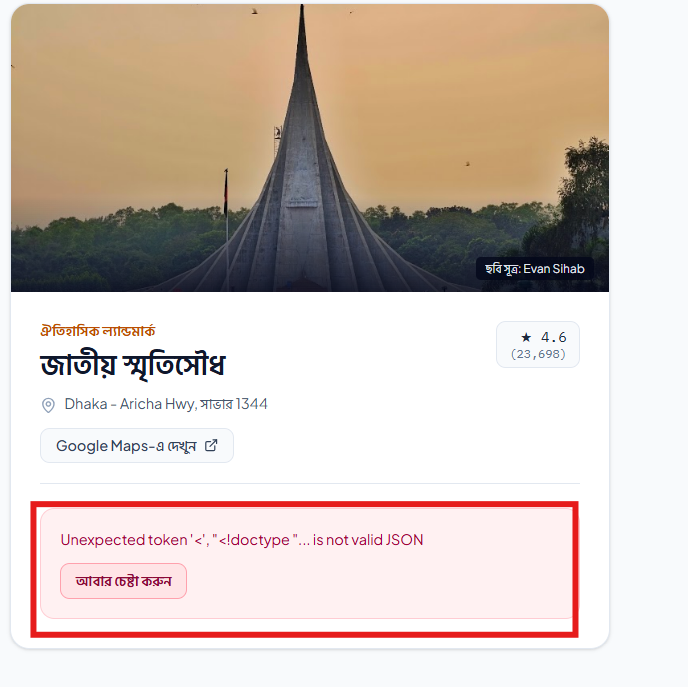 ছবি সূত্র: Evan Sihab
ঐতিহাসিক ল্যান্ডমার্ক
জাতীয় স্মৃতিসৌধ
★ 4.6
(23,698)
Dhaka - Aricha Hwy, সাভার 1344
Google Maps-এ দেখুন
Unexpected token '<', "<!doctype "... is not valid JSON
আবার চেষ্টা করুন